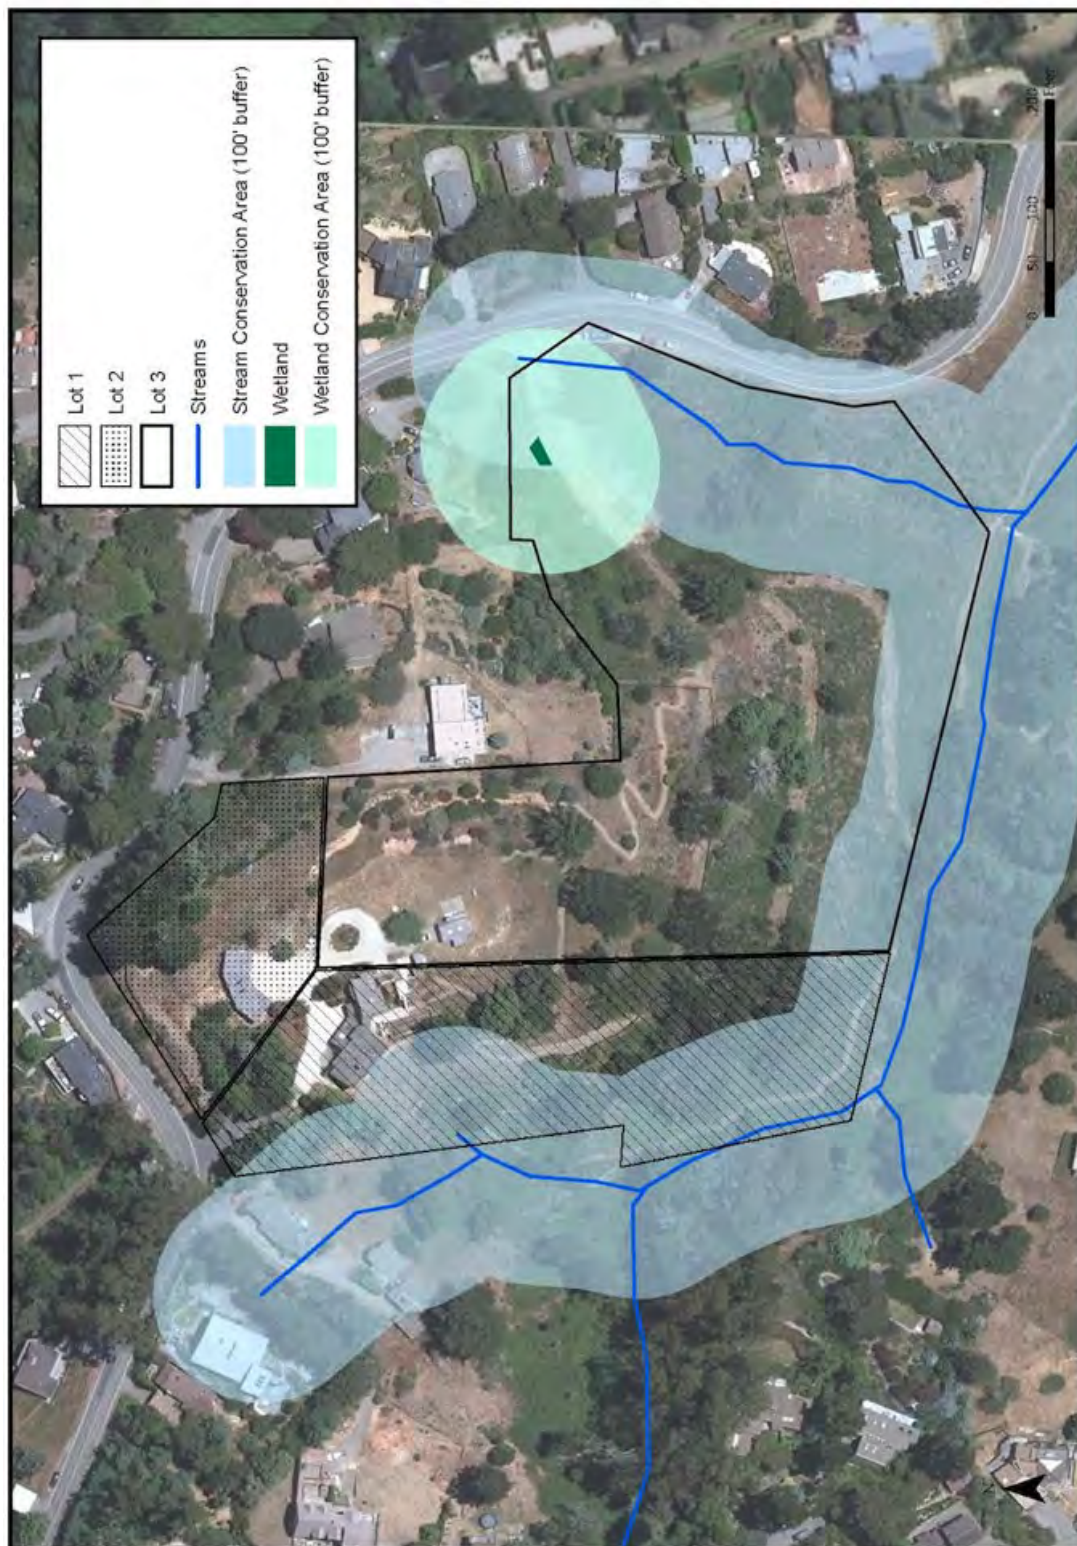 Lot 1
Lot 2
Lot 3
Streams
Stream Conservation Area (100' buffer)
Wetland
Wetland Conservation Area (100' buffer)
0 50 100 200
Feet
N